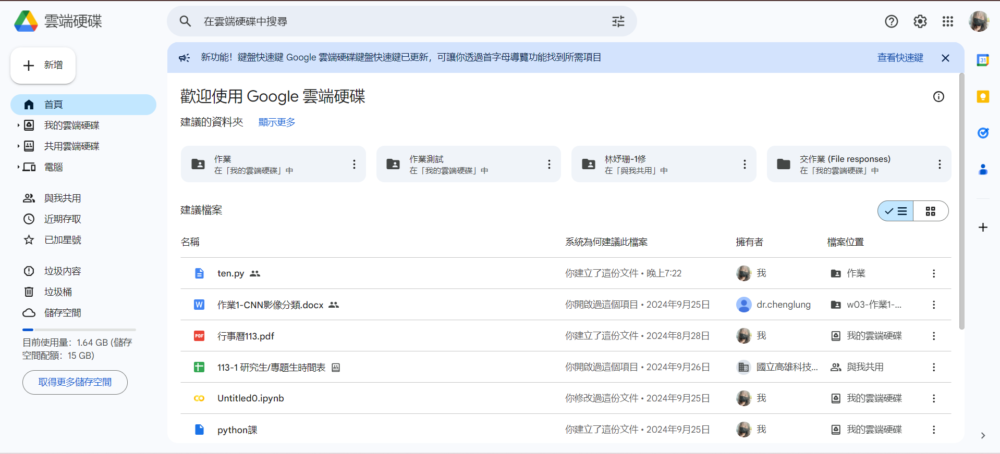 雲端硬碟
在雲端硬碟中搜尋
新增
新功能！鍵盤快速鍵 Google 雲端硬碟鍵盤快速鍵已更新，可讓你透過首字母導覽功能找到所需項目
查看快速鍵
首頁
我的雲端硬碟
共用雲端硬碟
電腦
與我共用
近期存取
已加星號
垃圾內容
垃圾桶
儲存空間
目前使用量：1.64 GB (儲存
空間配額：15 GB)
取得更多儲存空間
歡迎使用 Google 雲端硬碟
建議的資料夾 顯示更多
作業
在「我的雲端硬碟」中
作業測試
在「我的雲端硬碟」中
林妤珊-1修
在「與我共用」中
交作業 (File responses)
在「我的雲端硬碟」中
建議檔案
名稱 系統為何建議此檔案 擁有者 檔案位置
ten.py 你建立了這份文件 • 晚上7:22 我 作業
W 作業1-CNN影像分類.docx 你開啟過這個項目 • 2024年9月25日 dr.chenglung w03-作業1-...
PDF 行事曆113.pdf 你建立了這份文件 • 2024年8月28日 我 我的雲端硬碟
113-1 研究生/專題生時間表 你開啟過這個項目 • 2024年9月26日 國立高雄科技... 與我共用
Untitled0.ipynb 你修改過這份文件 • 2024年9月25日 我 我的雲端硬碟
python課 你建立了這份文件 • 2024年9月25日 我 我的雲端硬碟
31